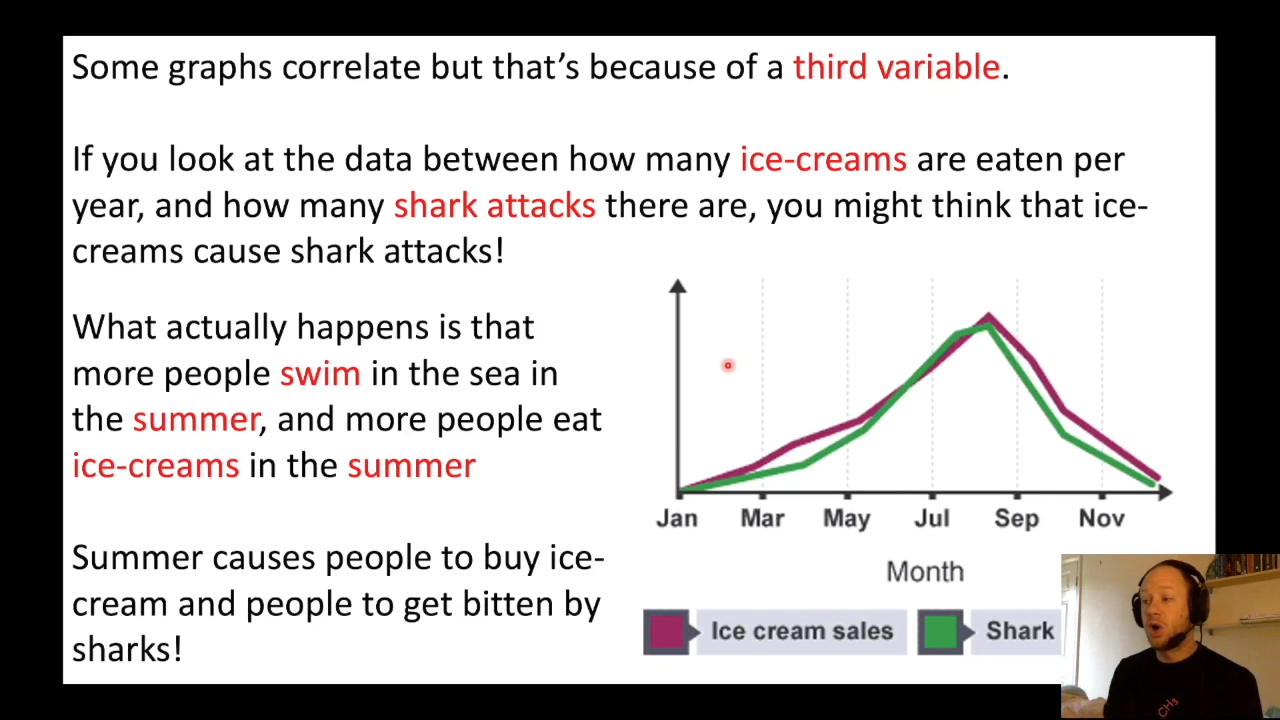 Some graphs correlate but that’s because of a third variable.
If you look at the data between how many ice-creams are eaten per
year, and how many shark attacks there are, you might think that ice-
creams cause shark attacks!
What actually happens is that
more people swim in the sea in
the summer, and more people eat
ice-creams in the summer
Summer causes people to buy ice-
cream and people to get bitten by
sharks!
Jan Mar May Jul Sep Nov
Month
Ice cream sales Shark
CH3